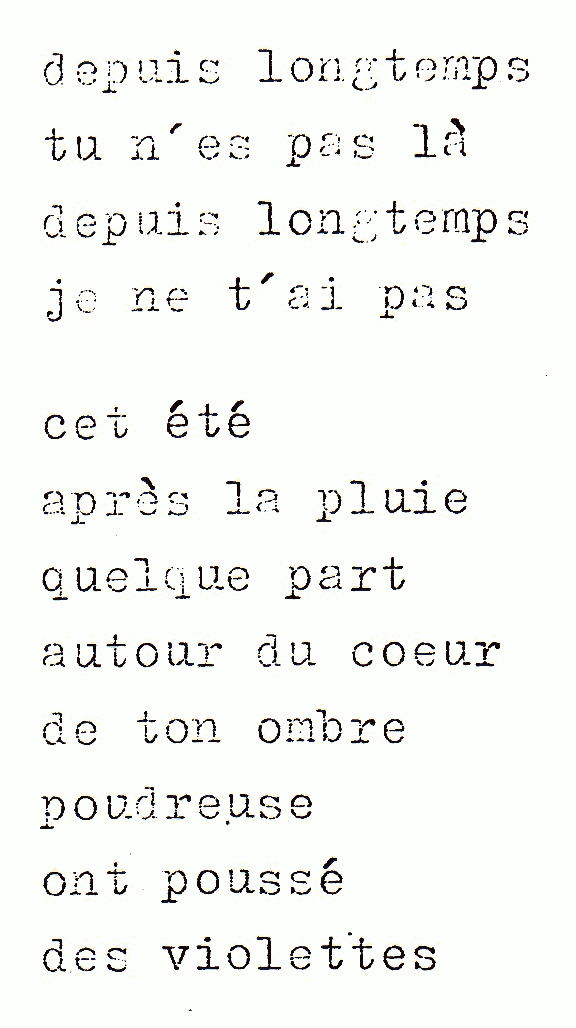 depuis longtemps
tu n'es pas là
depuis longtemps
je ne t'ai pas
cet été
après la pluie
quelque part
autour du coeur
de ton ombre
poudreuse
ont poussé
des violettes